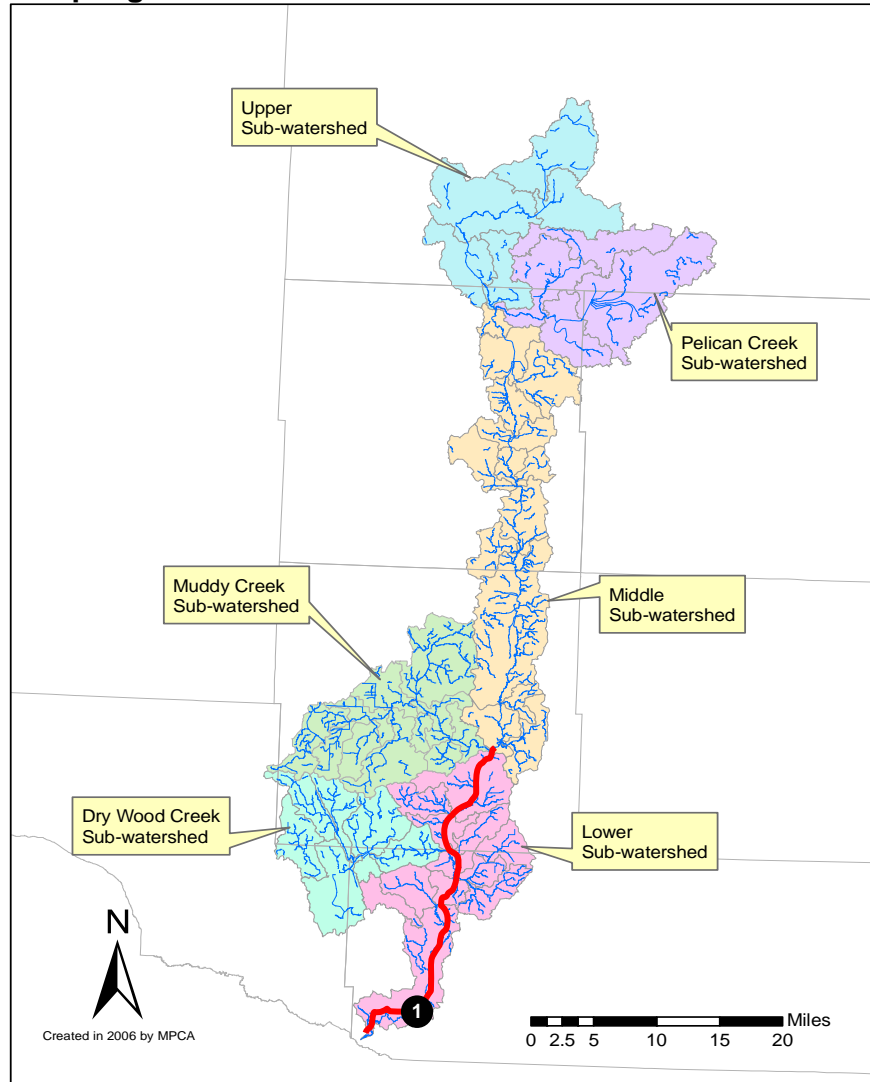 Upper
Sub-watershed
Pelican Creek
Sub-watershed
Muddy Creek
Sub-watershed
Middle
Sub-watershed
Dry Wood Creek
Sub-watershed
Lower
Sub-watershed
N
1
Created in 2006 by MPCA
Miles
0 2.5 5 10 15 20